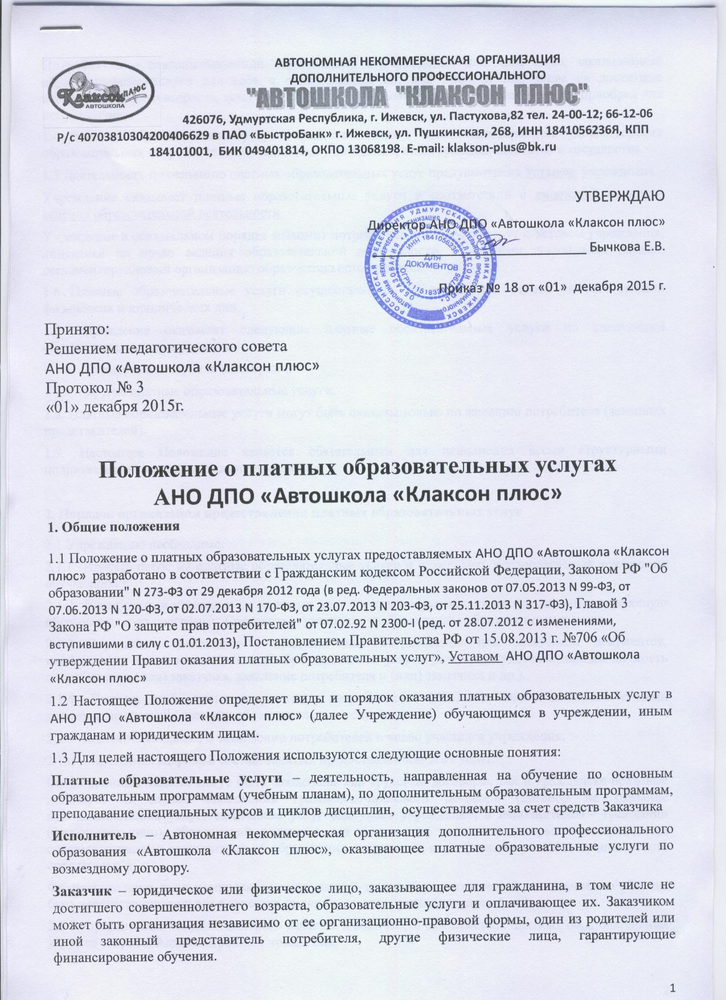 Клаксон ПЛЮС
АВТОШКОЛА
АВТОНОМНАЯ НЕКОММЕРЧЕСКАЯ ОРГАНИЗАЦИЯ
ДОПОЛНИТЕЛЬНОГО ПРОФЕССИОНАЛЬНОГО
"АВТОШКОЛА "КЛАКСОН ПЛЮС"
426076, Удмуртская Республика, г. Ижевск, ул. Пастухова,82 тел. 24-00-12; 66-12-06
Р/с 40703810304200406629 в ПАО «БыстроБанк» г. Ижевск, ул. Пушкинская, 268, ИНН 1841056236Я, КПП
184101001, БИК 049401814, ОКПО 13068198. E-mail: klakson-plus@bk.ru
УТВЕРЖДАЮ
Директор АНО ДПО «Автошкола «Клаксон плюс»
Бычкова Е.В.
ИНН 1841056236
ДЛЯ
ДОКУМЕНТОВ
Приказ № 18 от «01» декабря 2015 г.
Принято:
Решением педагогического совета
АНО ДПО «Автошкола «Клаксон плюс»
Протокол № 3
«01» декабря 2015г.
Положение о платных образовательных услугах
АНО ДПО «Автошкола «Клаксон плюс»
1. Общие положения
1.1 Положение о платных образовательных услугах предоставляемых АНО ДПО «Автошкола «Клаксон
плюс» разработано в соответствии с Гражданским кодексом Российской Федерации, Законом РФ "Об
образовании" N 273-ФЗ от 29 декабря 2012 года (в ред. Федеральных законов от 07.05.2013 N 99-ФЗ, от
07.06.2013 N 120-ФЗ, от 02.07.2013 N 170-ФЗ, от 23.07.2013 N 203-ФЗ, от 25.11.2013 N 317-ФЗ), Главой 3
Закона РФ "О защите прав потребителей" от 07.02.92 N 2300-I (ред. от 28.07.2012 с изменениями,
вступившими в силу с 01.01.2013), Постановлением Правительства РФ от 15.08.2013 г. №706 «Об
утверждении Правил оказания платных образовательных услуг», Уставом АНО ДПО «Автошкола
«Клаксон плюс»
1.2 Настоящее Положение определяет виды и порядок оказания платных образовательных услуг в
АНО ДПО «Автошкола «Клаксон плюс» (далее Учреждение) обучающимся в учреждении, иным
гражданам и юридическим лицам.
1.3 Для целей настоящего Положения используются следующие основные понятия:
Платные образовательные услуги – деятельность, направленная на обучение по основным
образовательным программам (учебным планам), по дополнительным образовательным программам,
преподавание специальных курсов и циклов дисциплин, осуществляемые за счет средств Заказчика
Исполнитель – Автономная некоммерческая организация дополнительного профессионального
образования «Автошкола «Клаксон плюс», оказывающее платные образовательные услуги по
возмездному договору.
Заказчик – юридическое или физическое лицо, заказывающее для гражданина, в том числе не
достигшего совершеннолетнего возраста, образовательные услуги и оплачивающее их. Заказчиком
может быть организация независимо от ее организационно-правовой формы, один из родителей или
иной законный представитель потребителя, другие физические лица, гарантирующие
финансирование обучения.
1